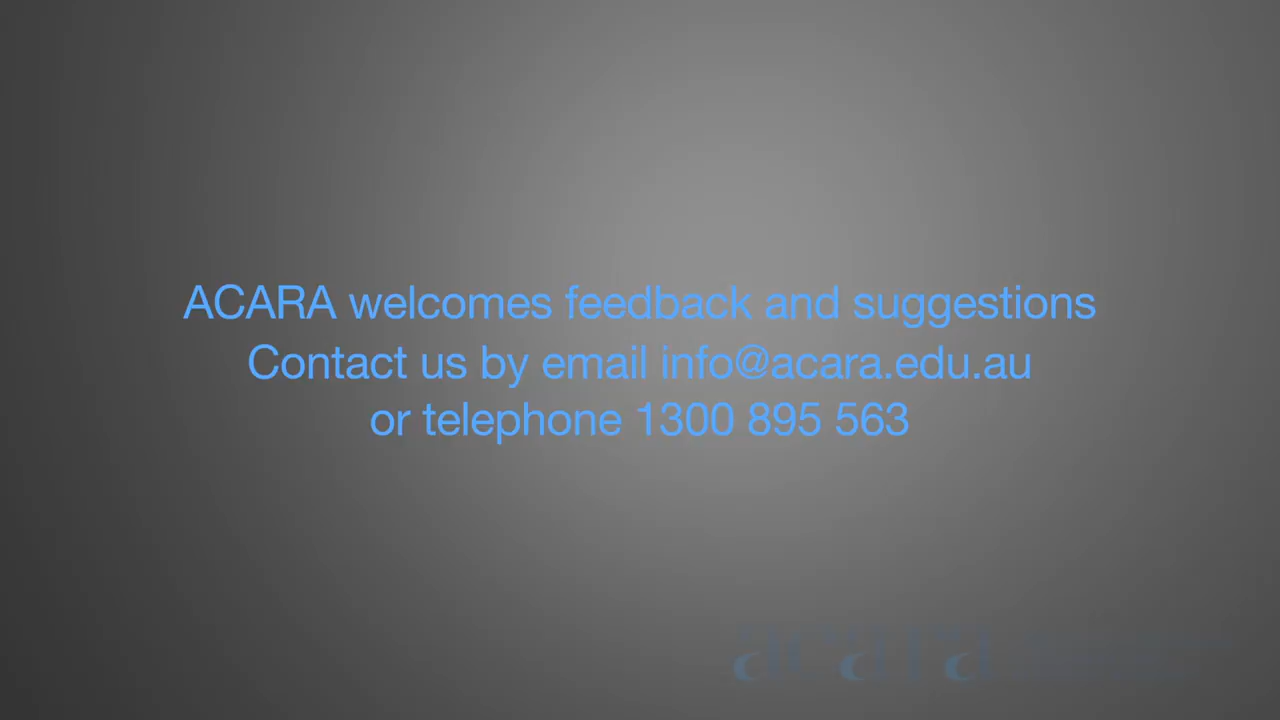 ACARA welcomes feedback and suggestions
Contact us by email info@acara.edu.au
or telephone 1300 895 563
acara